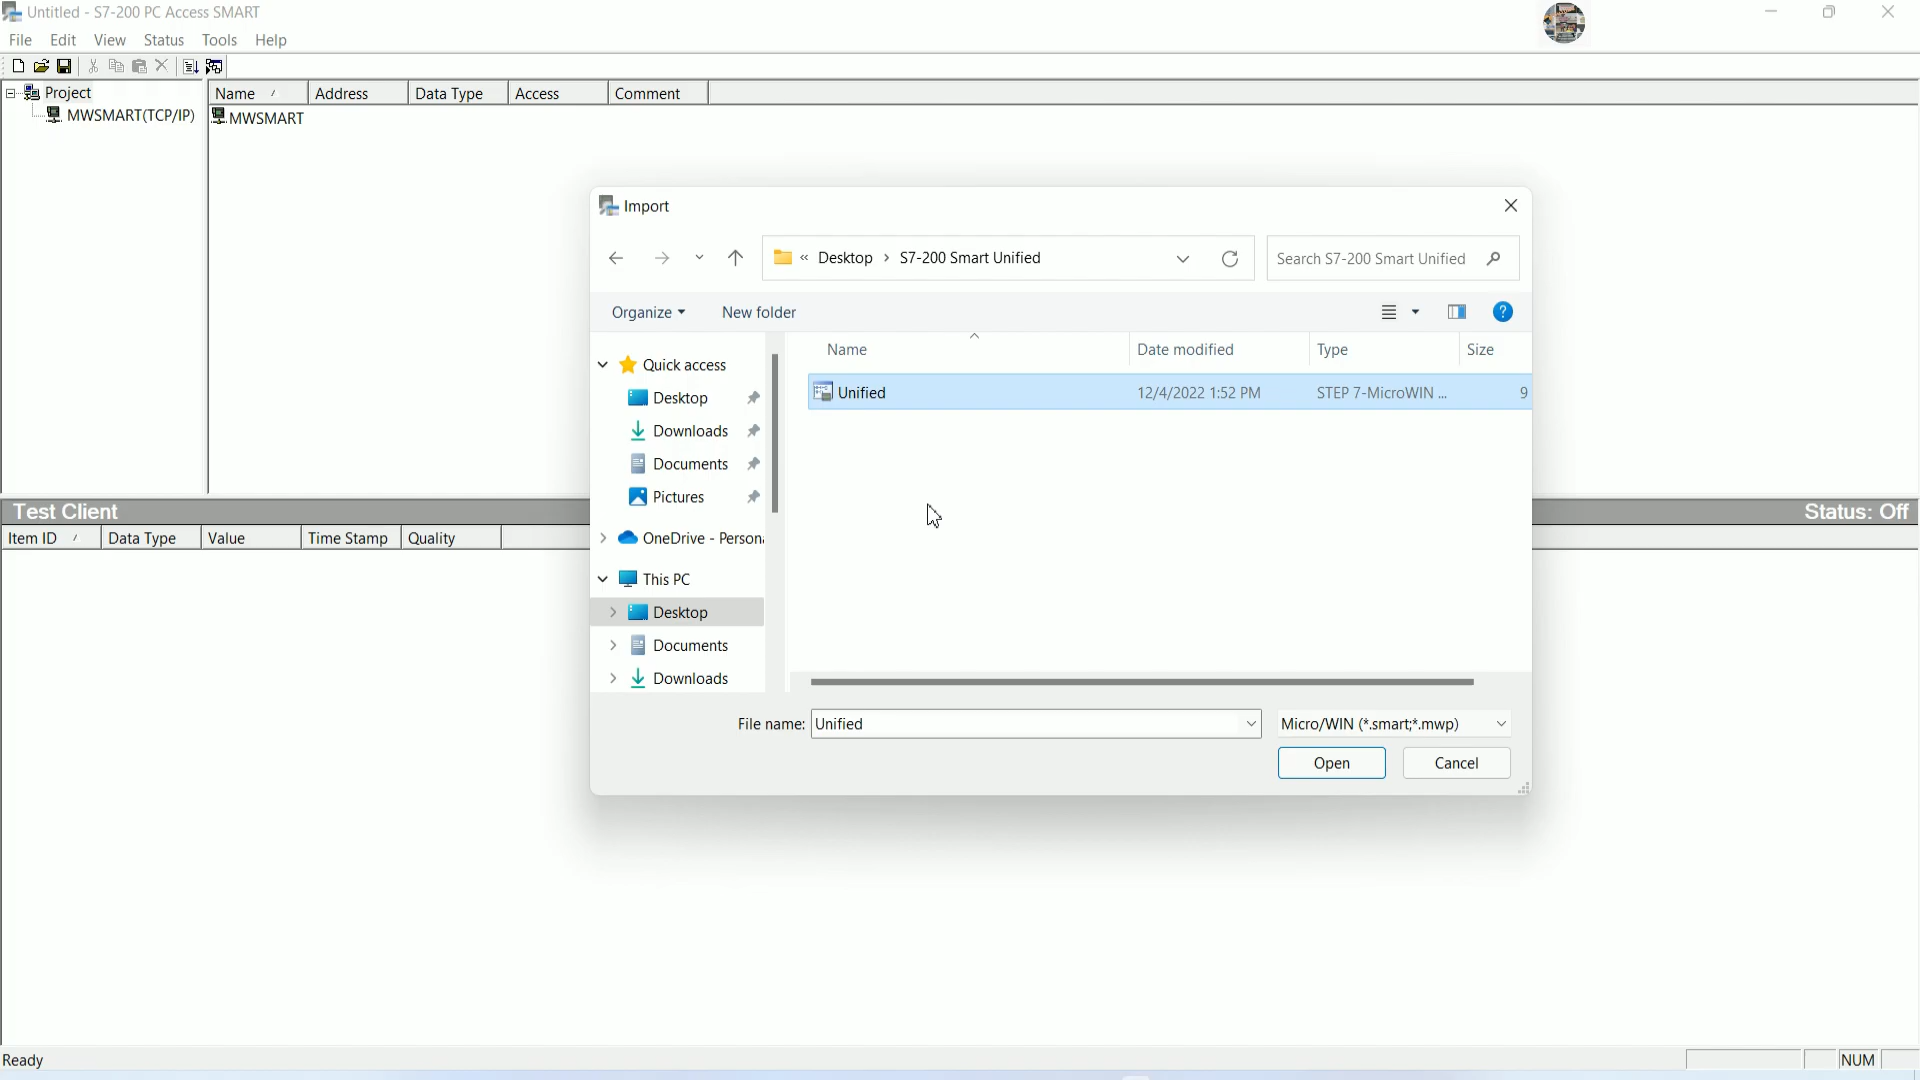 Untitled - S7-200 PC Access SMART
File Edit View Status Tools Help
Project
MWSMART(TCP/IP)
Name Address Data Type Access Comment
MWSMART
Import
« Desktop › S7-200 Smart Unified
Search S7-200 Smart Unified
Organize New folder
?
Quick access
Desktop
Downloads
Documents
Pictures
OneDrive - Person
This PC
Desktop
Documents
Downloads
Name Date modified Type Size
Unified 12/4/2022 1:52 PM STEP 7-MicroWIN ... 9
File name: Unified Micro/WIN (*.smart;*.mwp)
Open Cancel
Test Client Status: Off
Item ID Data Type Value Time Stamp Quality
Ready NUM